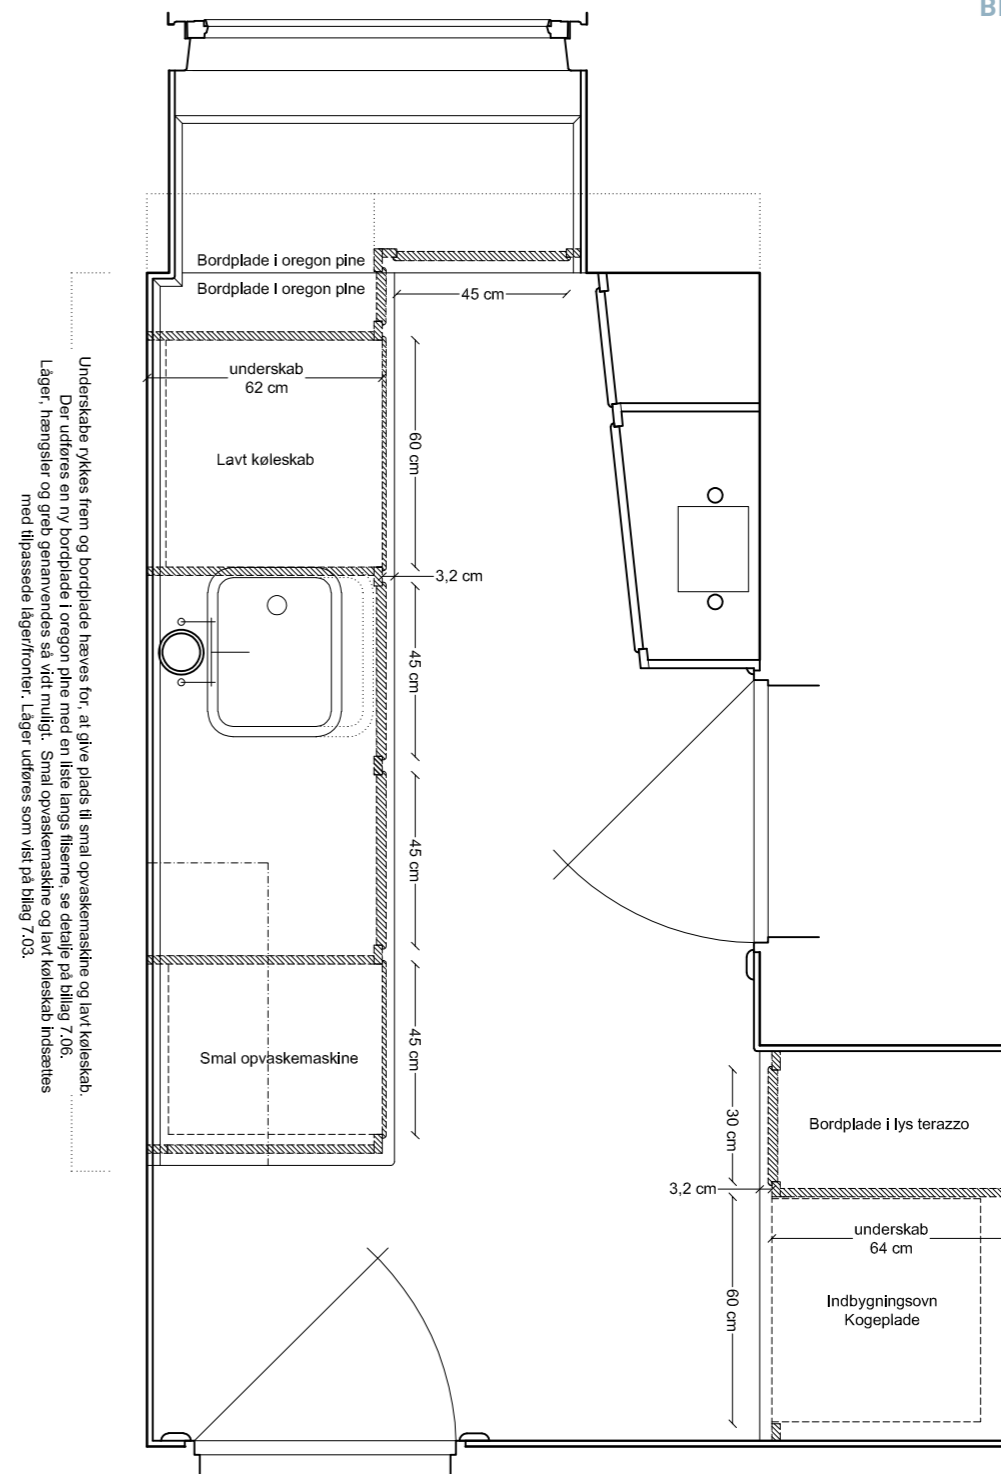 Bordplade i oregon pine
Bordplade I oregon pIne
45 cm
underskab
62 cm
Lavt køleskab
60 cm
3,2 cm
45 cm
45 cm
Smal opvaskemaskine
45 cm
Underskabe rykkes frem og bordplade hæves for, at give plads til smal opvaskemaskine og lavt køleskab.
Der udføres en ny bordplade i oregon pine med en liste langs fliserne, se detalje på billag 7.06.
Låger, hængsler og greb genanvendes så vidt muligt. Smal opvaskemaskine og lavt køleskab indsættes
med tilpassede låger/fronter. Låger udføres som vist på bilag 7.03.
30 cm
Bordplade i lys terazzo
3,2 cm
underskab
64 cm
60 cm
Indbygningsovn
Kogeplade